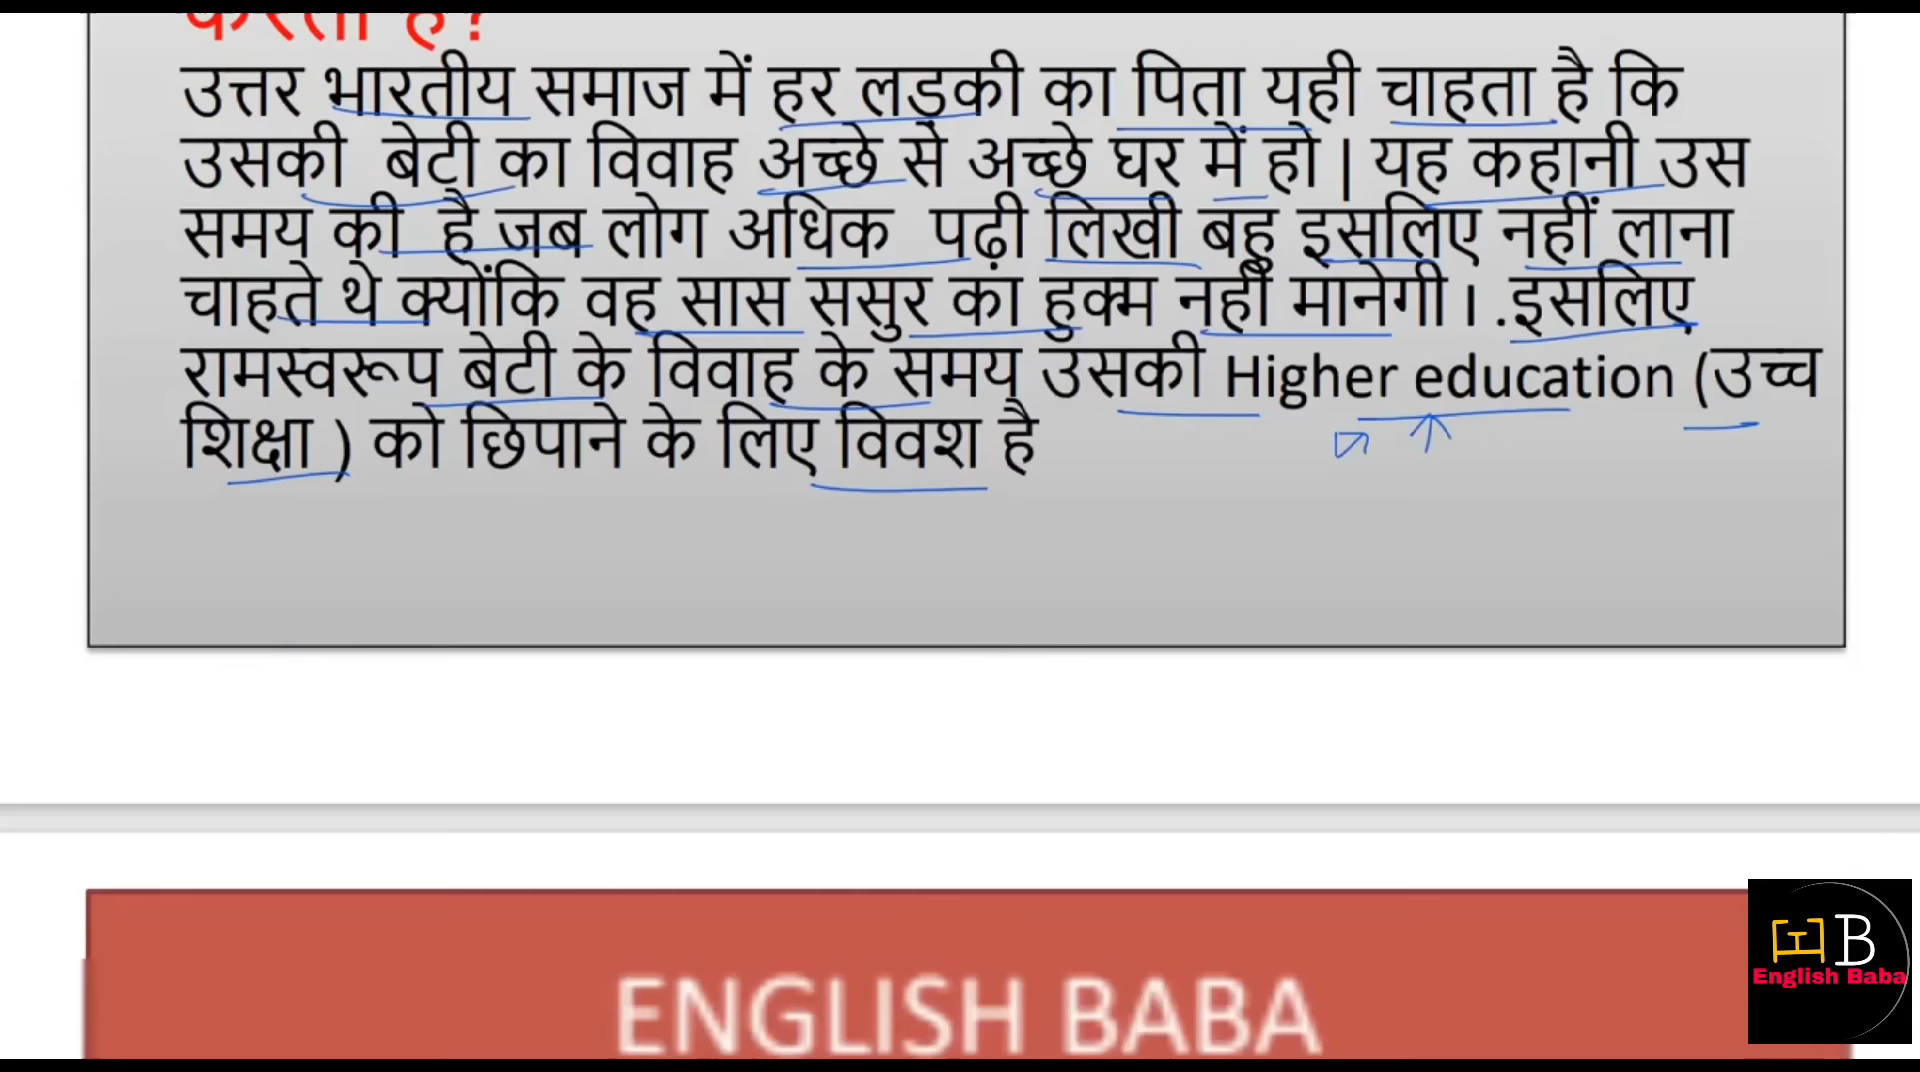 करता है?
उत्तर भारतीय समाज में हर लड़की का पिता यही चाहता है कि
उसकी बेटी का विवाह अच्छे से अच्छे घर में हो | यह कहानी उस
समय की है जब लोग अधिक पढ़ी लिखी बहु इसलिए नहीं लाना
चाहते थे क्योंकि वह सास ससुर का हुक्म नहीं मानेगी । .इसलिए
रामस्वरूप बेटी के विवाह के समय उसकी Higher education (उच्च
शिक्षा ) को छिपाने के लिए विवश है
ENGLISH BABA
B
English Baba